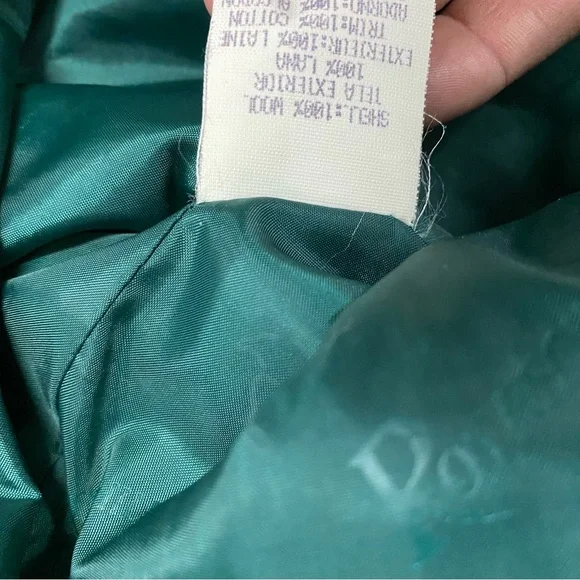 SHELL:100% WOOL
TELA EXTERIOR
100% LANA
EXTERIEUR:100% LAINE
TRIM:100% COTTON
ADORNO:100% ALGODON